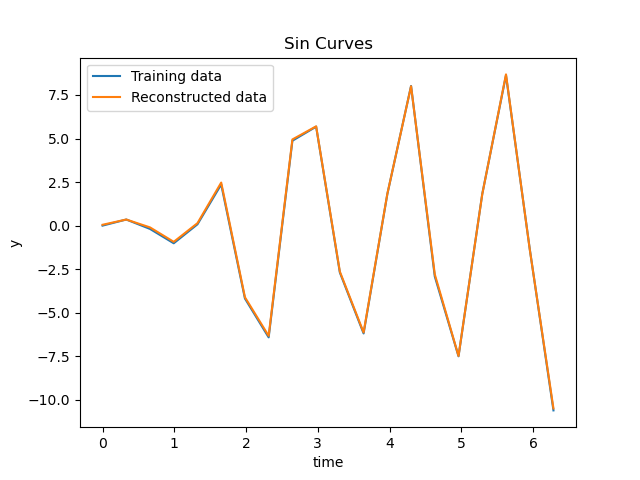 Sin Curves
Training data
Reconstructed data
7.5
5.0
2.5
0.0
−2.5
−5.0
−7.5
−10.0
y
0 1 2 3 4 5 6
time